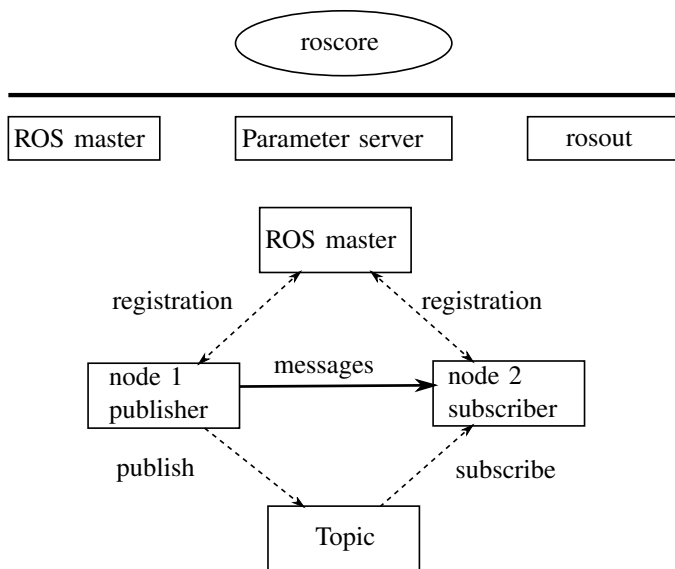 roscore
ROS master
Parameter server
rosout
ROS master
registration
registration
messages
node 1
publisher
node 2
subscriber
publish
subscribe
Topic